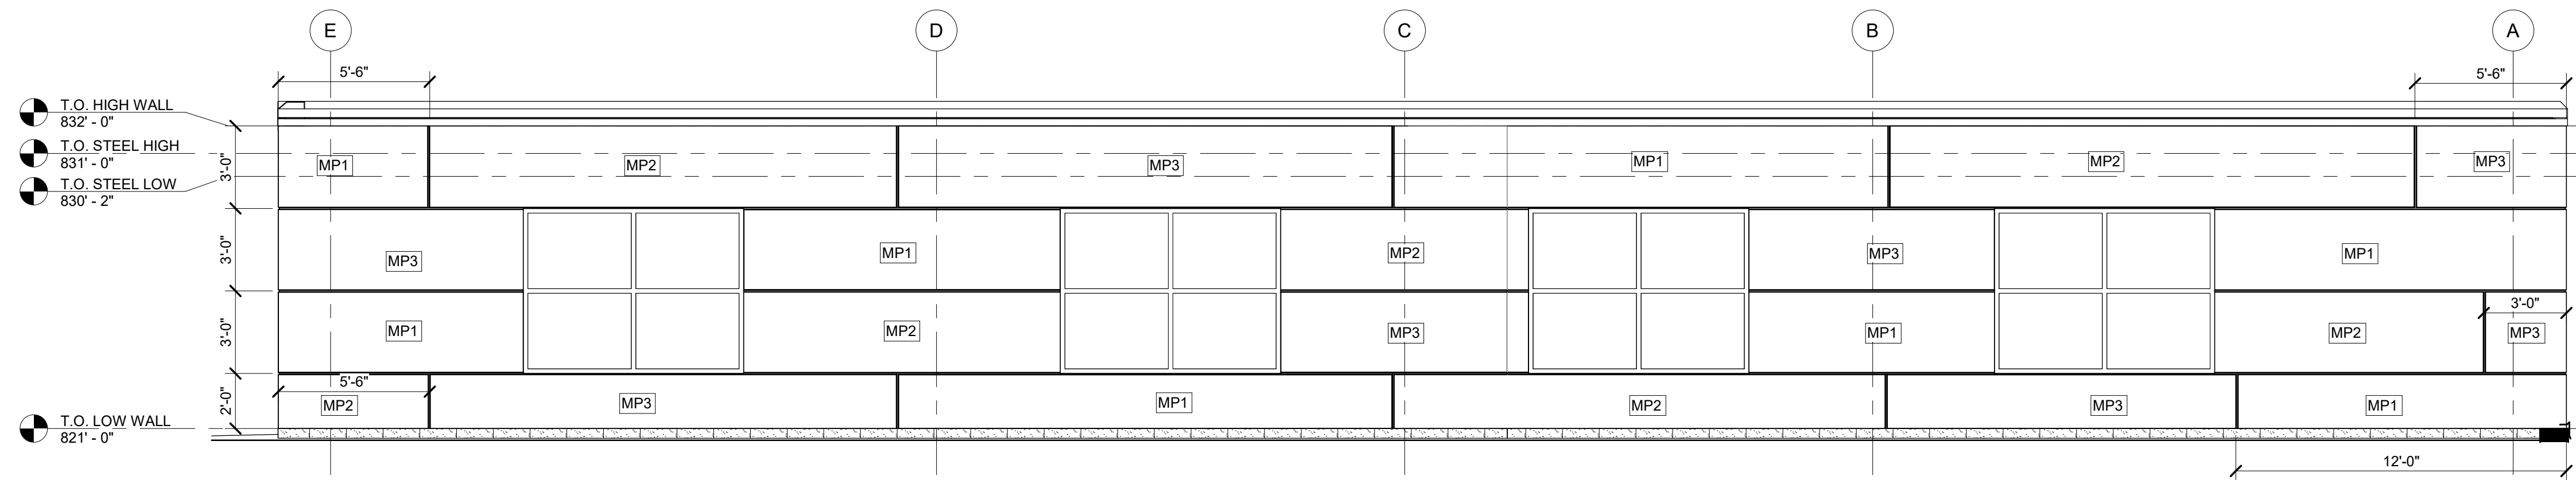 E
D
C
B
A
5'-6"
5'-6"
T.O. HIGH WALL
832' - 0"
T.O. STEEL HIGH
831' - 0"
T.O. STEEL LOW
830' - 2"
3'-0"
MP1
MP2
MP3
MP1
MP2
MP3
3'-0"
MP3
MP1
MP2
MP3
MP1
3'-0"
MP1
MP2
MP3
MP1
MP2
3'-0"
MP3
2'-0"
5'-6"
MP2
MP3
MP1
MP2
MP3
MP1
T.O. LOW WALL
821' - 0"
12'-0"